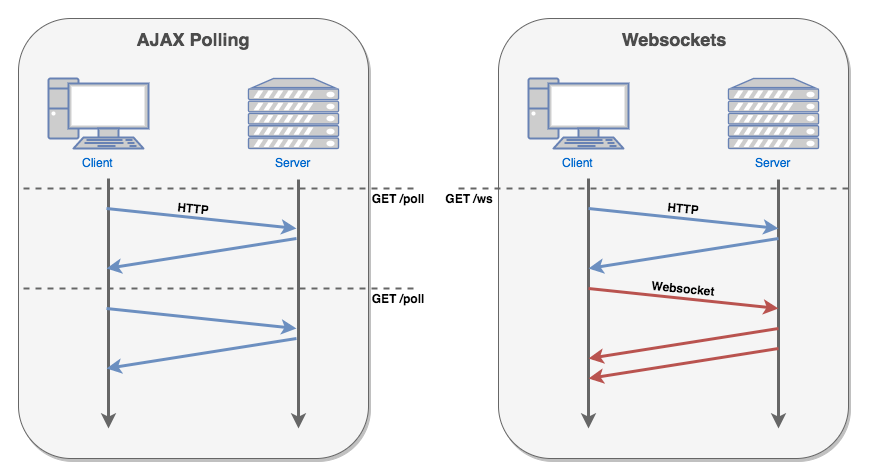 AJAX Polling
Client
Server
HTTP
GET /poll
GET /poll
Websockets
Client
Server
GET /ws
HTTP
Websocket